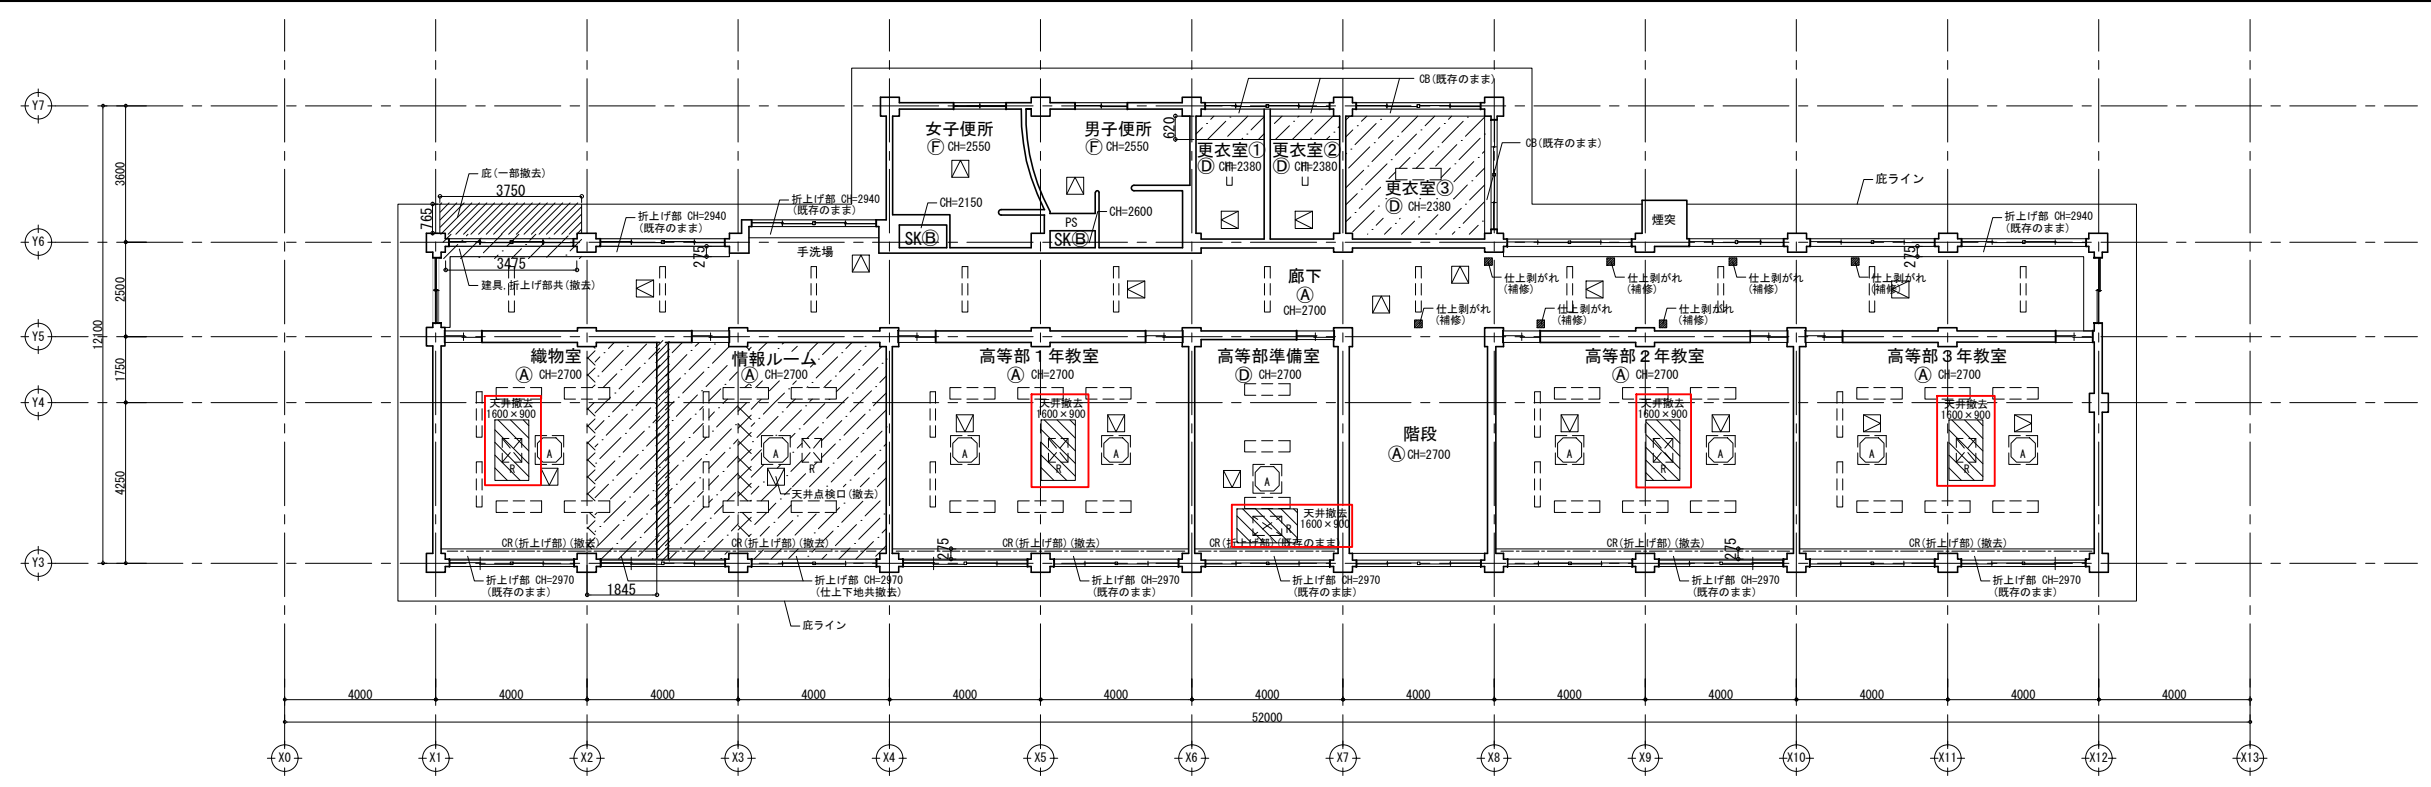 CB(既存のまま)
Y7
女子便所
Ⓕ CH=2550
男子便所
Ⓕ CH=2550
620
更衣室①
Ⓓ CH=2380
更衣室②
Ⓓ CH=2380
更衣室③
Ⓓ CH=2380
CB(既存のまま)
3600
庇(一部撤去)
3750
765
折上げ部 CH=2940
(既存のまま)
折上げ部 CH=2940
(既存のまま)
CH=2150
CH=2600
PS
SKⒷ
SKⒷ
庇ライン
煙突
折上げ部 CH=2940
(既存のまま)
Y6
275
手洗場
275
3475
建具,折上げ部共(撤去)
2500
12100
廊下
Ⓐ
CH=2700
仕上剥がれ
(補修)
仕上剥がれ
(補修)
仕上剥がれ
(補修)
仕上剥がれ
(補修)
仕上剥がれ
(補修)
仕上剥がれ
(補修)
仕上剥がれ
(補修)
Y5
1750
織物室
Ⓐ CH=2700
情報ルーム
Ⓐ CH=2700
高等部1年教室
Ⓐ CH=2700
高等部準備室
Ⓓ CH=2700
高等部2年教室
Ⓐ CH=2700
高等部3年教室
Ⓐ CH=2700
Y4
天井撤去
1600×900
天井撤去
1600×900
天井撤去
1600×900
天井撤去
1600×900
階段
Ⓐ CH=2700
4250
A
R
A
R
A
R
A
A
A
R
A
A
R
A
天井点検口(撤去)
天井撤去
1600×900
R
CR(折上げ部)(撤去)
CR(折上げ部)(撤去)
275
CR(折上げ部)(撤去)
CR(折上げ部)(既存のまま)
CR(折上げ部)(撤去)
275
CR(折上げ部)(撤去)
Y3
折上げ部 CH=2970
(既存のまま)
1845
折上げ部 CH=2970
(仕上下地共撤去)
折上げ部 CH=2970
(既存のまま)
折上げ部 CH=2970
(既存のまま)
折上げ部 CH=2970
(既存のまま)
折上げ部 CH=2970
(既存のまま)
庇ライン
4000 4000 4000 4000 4000 4000 4000 4000 4000 4000 4000 4000 4000
52000
X0 X1 X2 X3 X4 X5 X6 X7 X8 X9 X10 X11 X12 X13